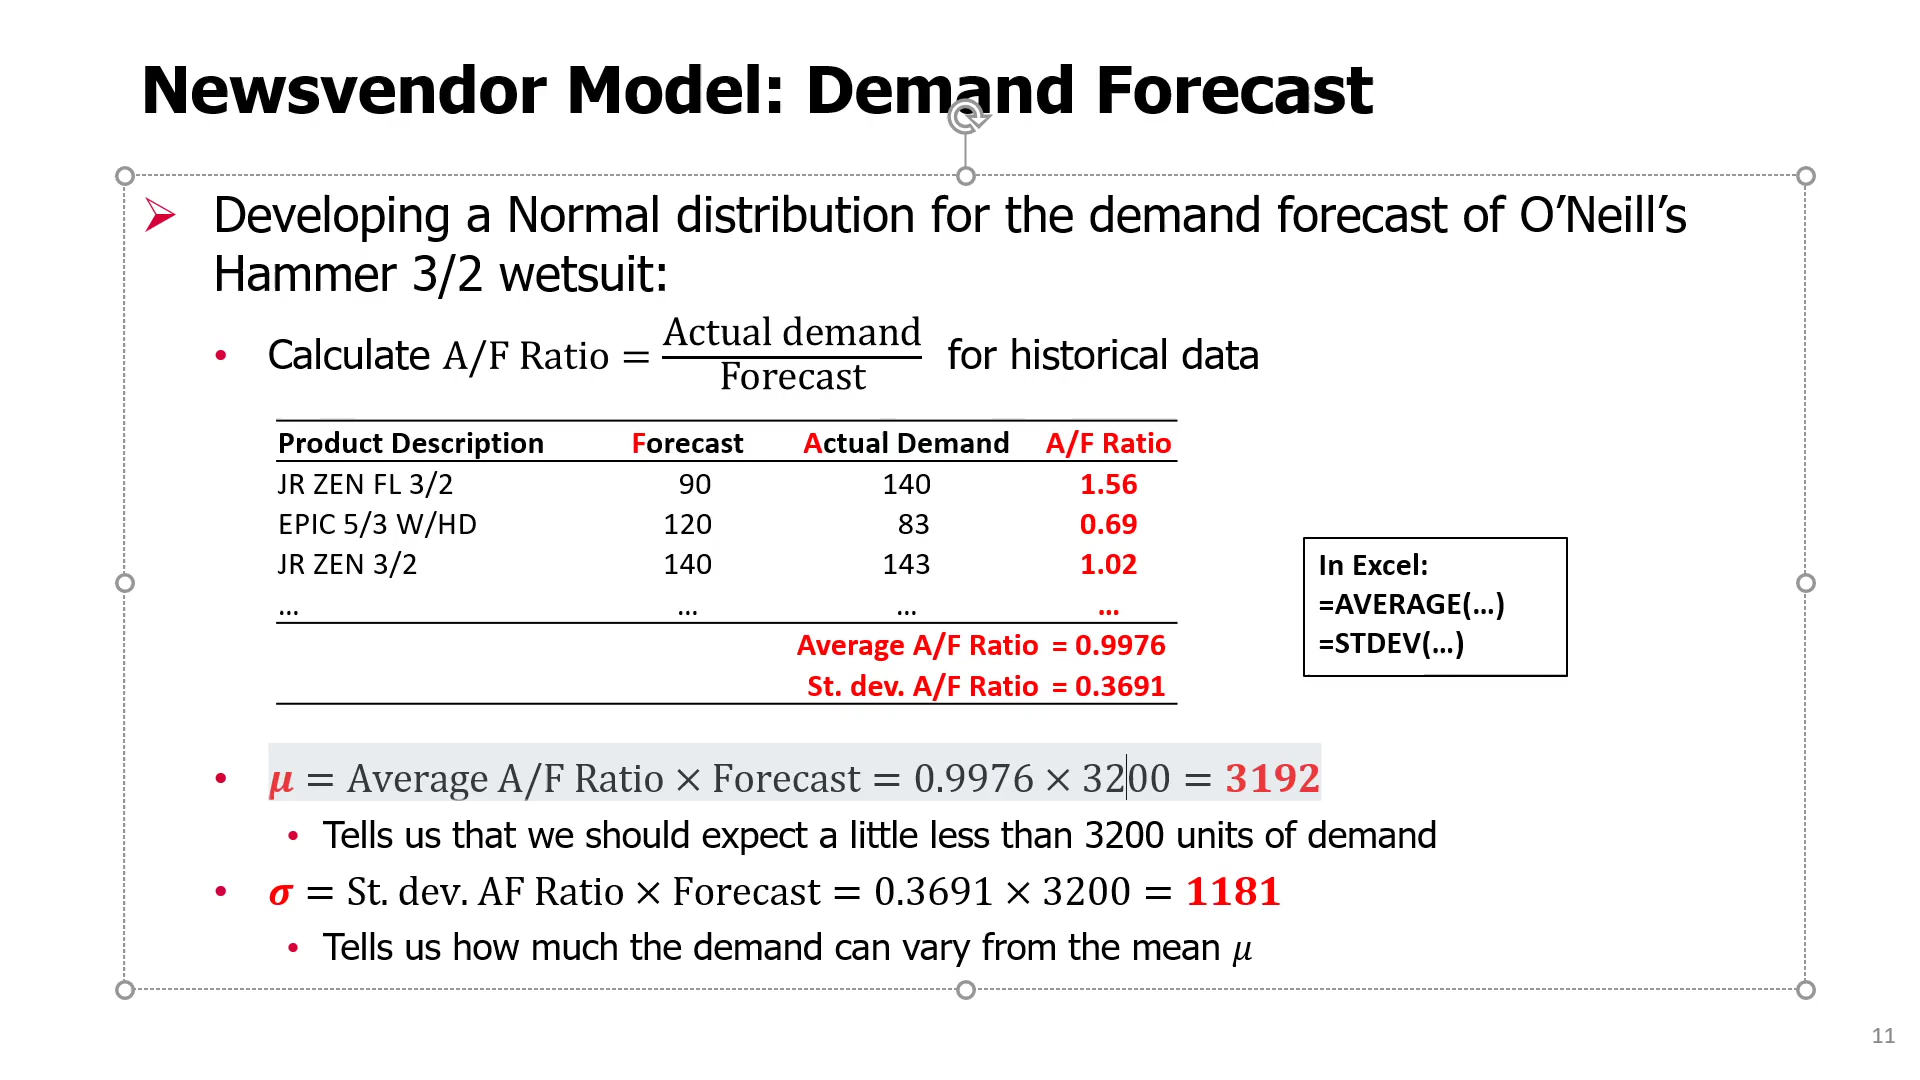 Newsvendor Model: Demand Forecast
Developing a Normal distribution for the demand forecast of O’Neill’s
Hammer 3/2 wetsuit:
Calculate A/F Ratio = Actual demand / Forecast for historical data
Product Description Forecast Actual Demand A/F Ratio
JR ZEN FL 3/2 90 140 1.56
EPIC 5/3 W/HD 120 83 0.69
JR ZEN 3/2 140 143 1.02
... ... ... ...
Average A/F Ratio = 0.9976
St. dev. A/F Ratio = 0.3691
In Excel:
=AVERAGE(...)
=STDEV(...)
μ = Average A/F Ratio × Forecast = 0.9976 × 3200 = 3192
Tells us that we should expect a little less than 3200 units of demand
σ = St. dev. AF Ratio × Forecast = 0.3691 × 3200 = 1181
Tells us how much the demand can vary from the mean μ
11